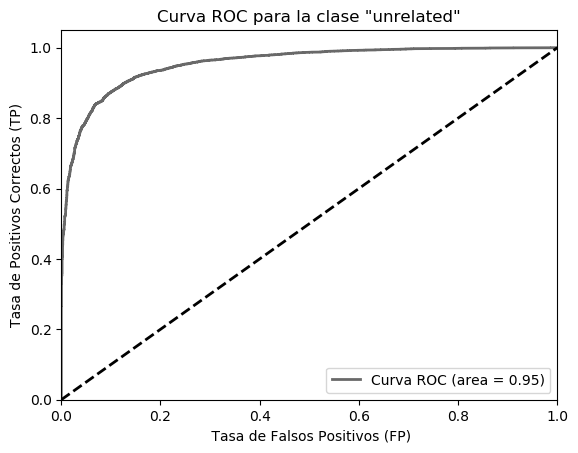 Curva ROC para la clase "unrelated"
1.0
0.8
0.6
0.4
0.2
0.0
Tasa de Positivos Correctos (TP)
Curva ROC (area = 0.95)
0.0 0.2 0.4 0.6 0.8 1.0
Tasa de Falsos Positivos (FP)